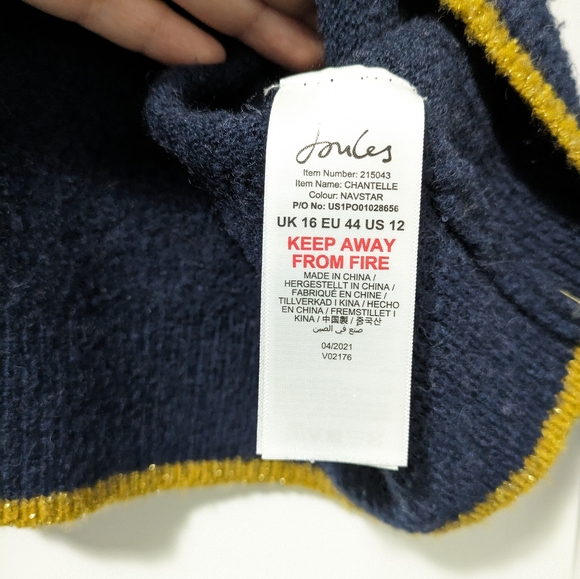 Joules
Item Number: 215043
Item Name: CHANTELLE
Colour: NAVSTAR
P/O No: US1PO01028656
UK 16 EU 44 US 12
KEEP AWAY
FROM FIRE
MADE IN CHINA /
HERGESTELLT IN CHINA /
FABRIQUÉ EN CHINE /
TILLVERKAD I KINA / HECHO
EN CHINA / FREMSTILLET I
KINA / 中国製 / 중국산
صنع في الصين
04/2021
V02176